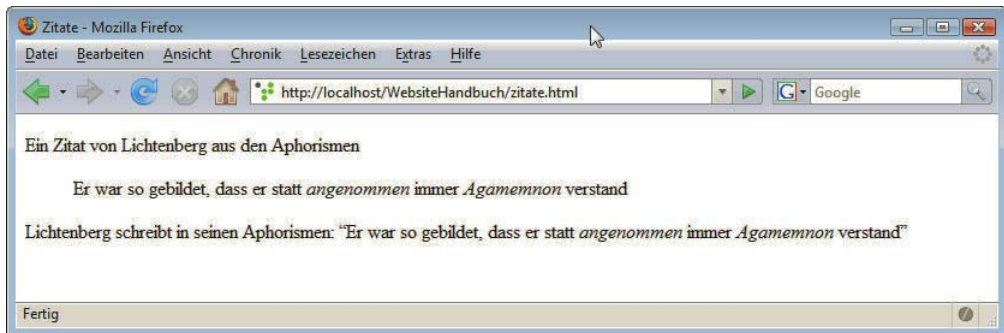 Zitate - Mozilla Firefox
Datei Bearbeiten Ansicht Chronik Lesezeichen Extras Hilfe
http://localhost/WebsiteHandbuch/zitate.html G Google
Ein Zitat von Lichtenberg aus den Aphorismen
Er war so gebildet, dass er statt angenommen immer Agamemnon verstand
Lichtenberg schreibt in seinen Aphorismen: “Er war so gebildet, dass er statt angenommen immer Agamemnon verstand”
Fertig